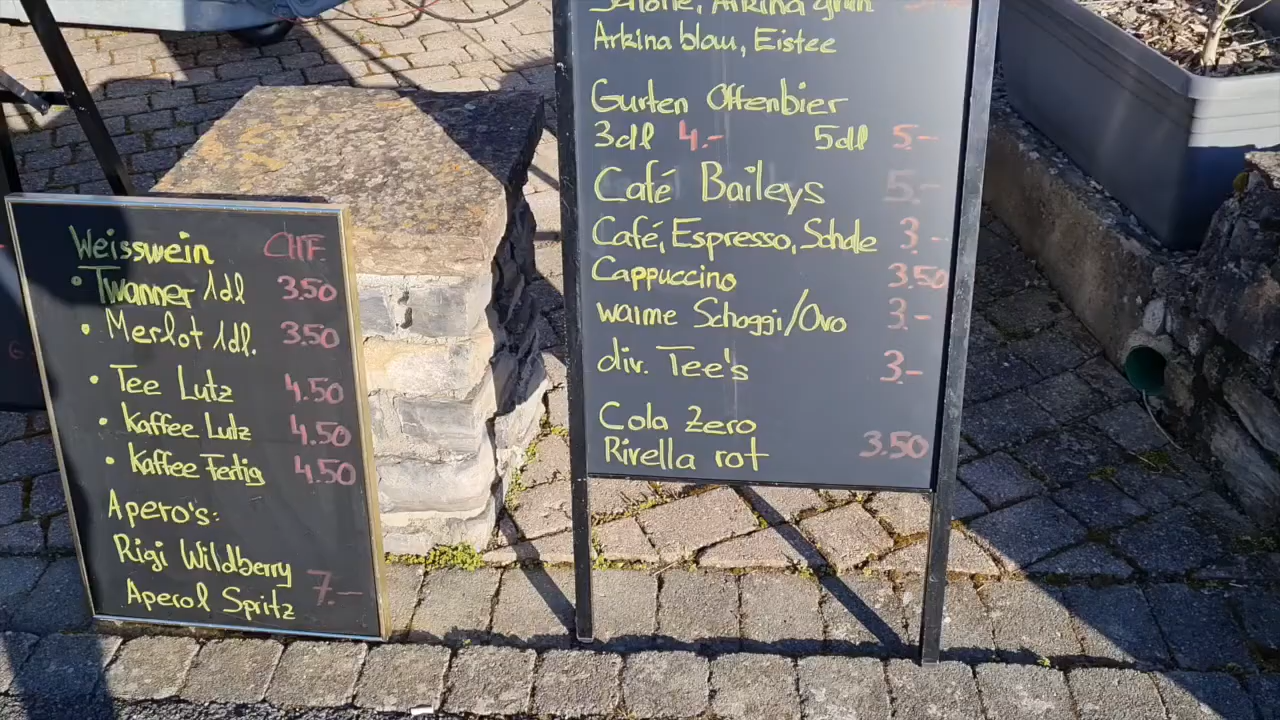 Weisswein CHF.
• Twanner 1dl 3.50
• Merlot 1dl. 3.50
• Tee Lutz 4.50
• Kaffee Lutz 4.50
• Kaffee Fertig 4.50
Apero's:
Rigi Wildberry
Aperol Spritz 7.–
Schorle, Arkina grün
Arkina blau, Eistee
Gurten Offenbier
3dl 4.– 5dl 5.–
Café Baileys 5.–
Café, Espresso, Schale 3.–
Cappuccino 3.50
warme Schoggi/Ovo 3.–
div. Tee's 3.–
Cola Zero
Rivella rot 3.50